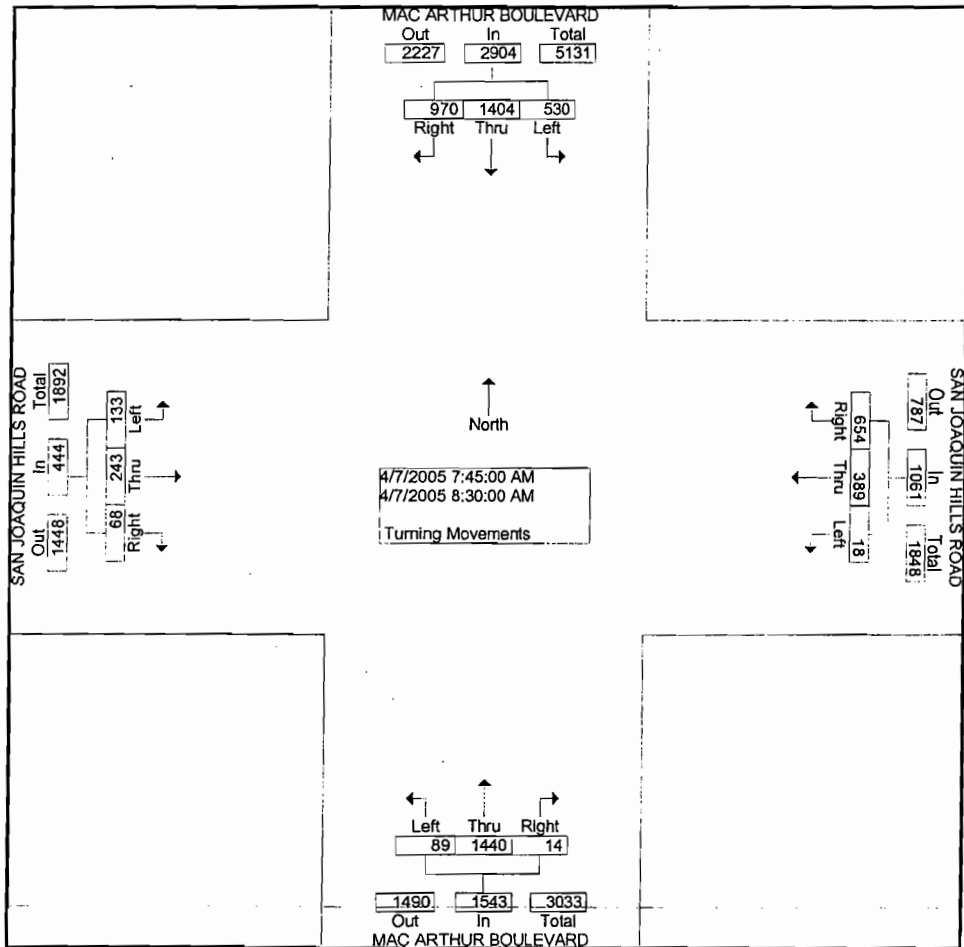 MAC ARTHUR BOULEVARD
Out In Total
2227 2904 5131
970 1404 530
Right Thru Left
SAN JOAQUIN HILLS ROAD
Total 1892
In 444
Out 1448
133 Left
243 Thru
68 Right
North
4/7/2005 7:45:00 AM
4/7/2005 8:30:00 AM
Turning Movements
Right 654
Thru 389
Left 18
Out 787
In 1061
Total 1848
SAN JOAQUIN HILLS ROAD
Left Thru Right
89 1440 14
1490 1543 3033
Out In Total
MAC ARTHUR BOULEVARD